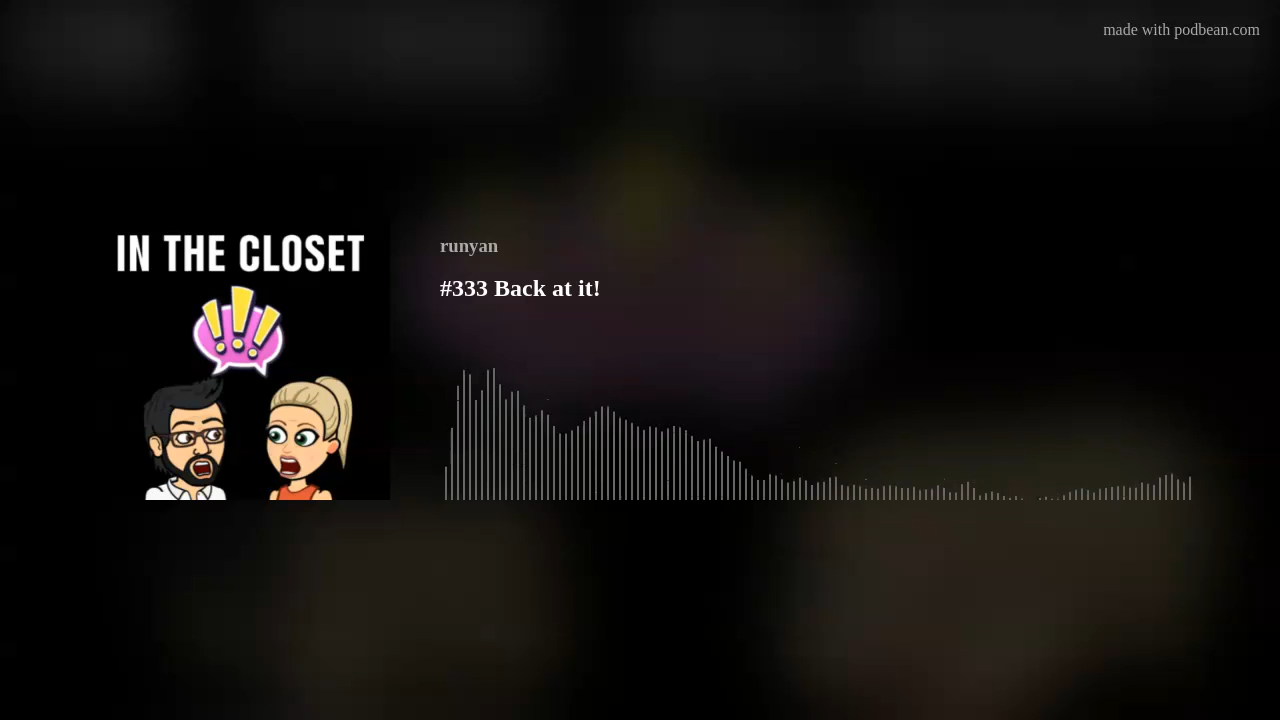 made with podbean.com
IN THE CLOSET
!!!
runyan
#333 Back at it!